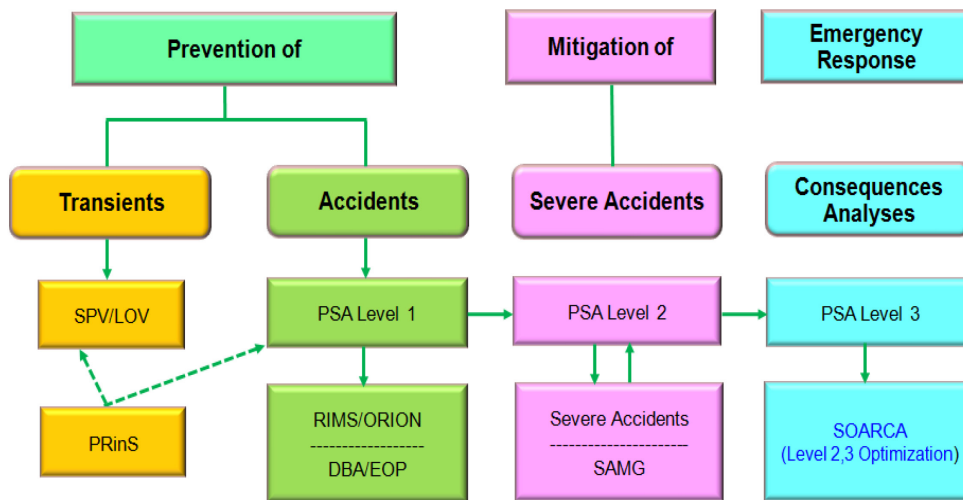 Prevention of
Mitigation of
Emergency
Response
Transients
Accidents
Severe Accidents
Consequences
Analyses
SPV/LOV
PSA Level 1
PSA Level 2
PSA Level 3
PRinS
RIMS/ORION
------------------
DBA/EOP
Severe Accidents
----------------------
SAMG
SOARCA
(Level 2,3 Optimization)